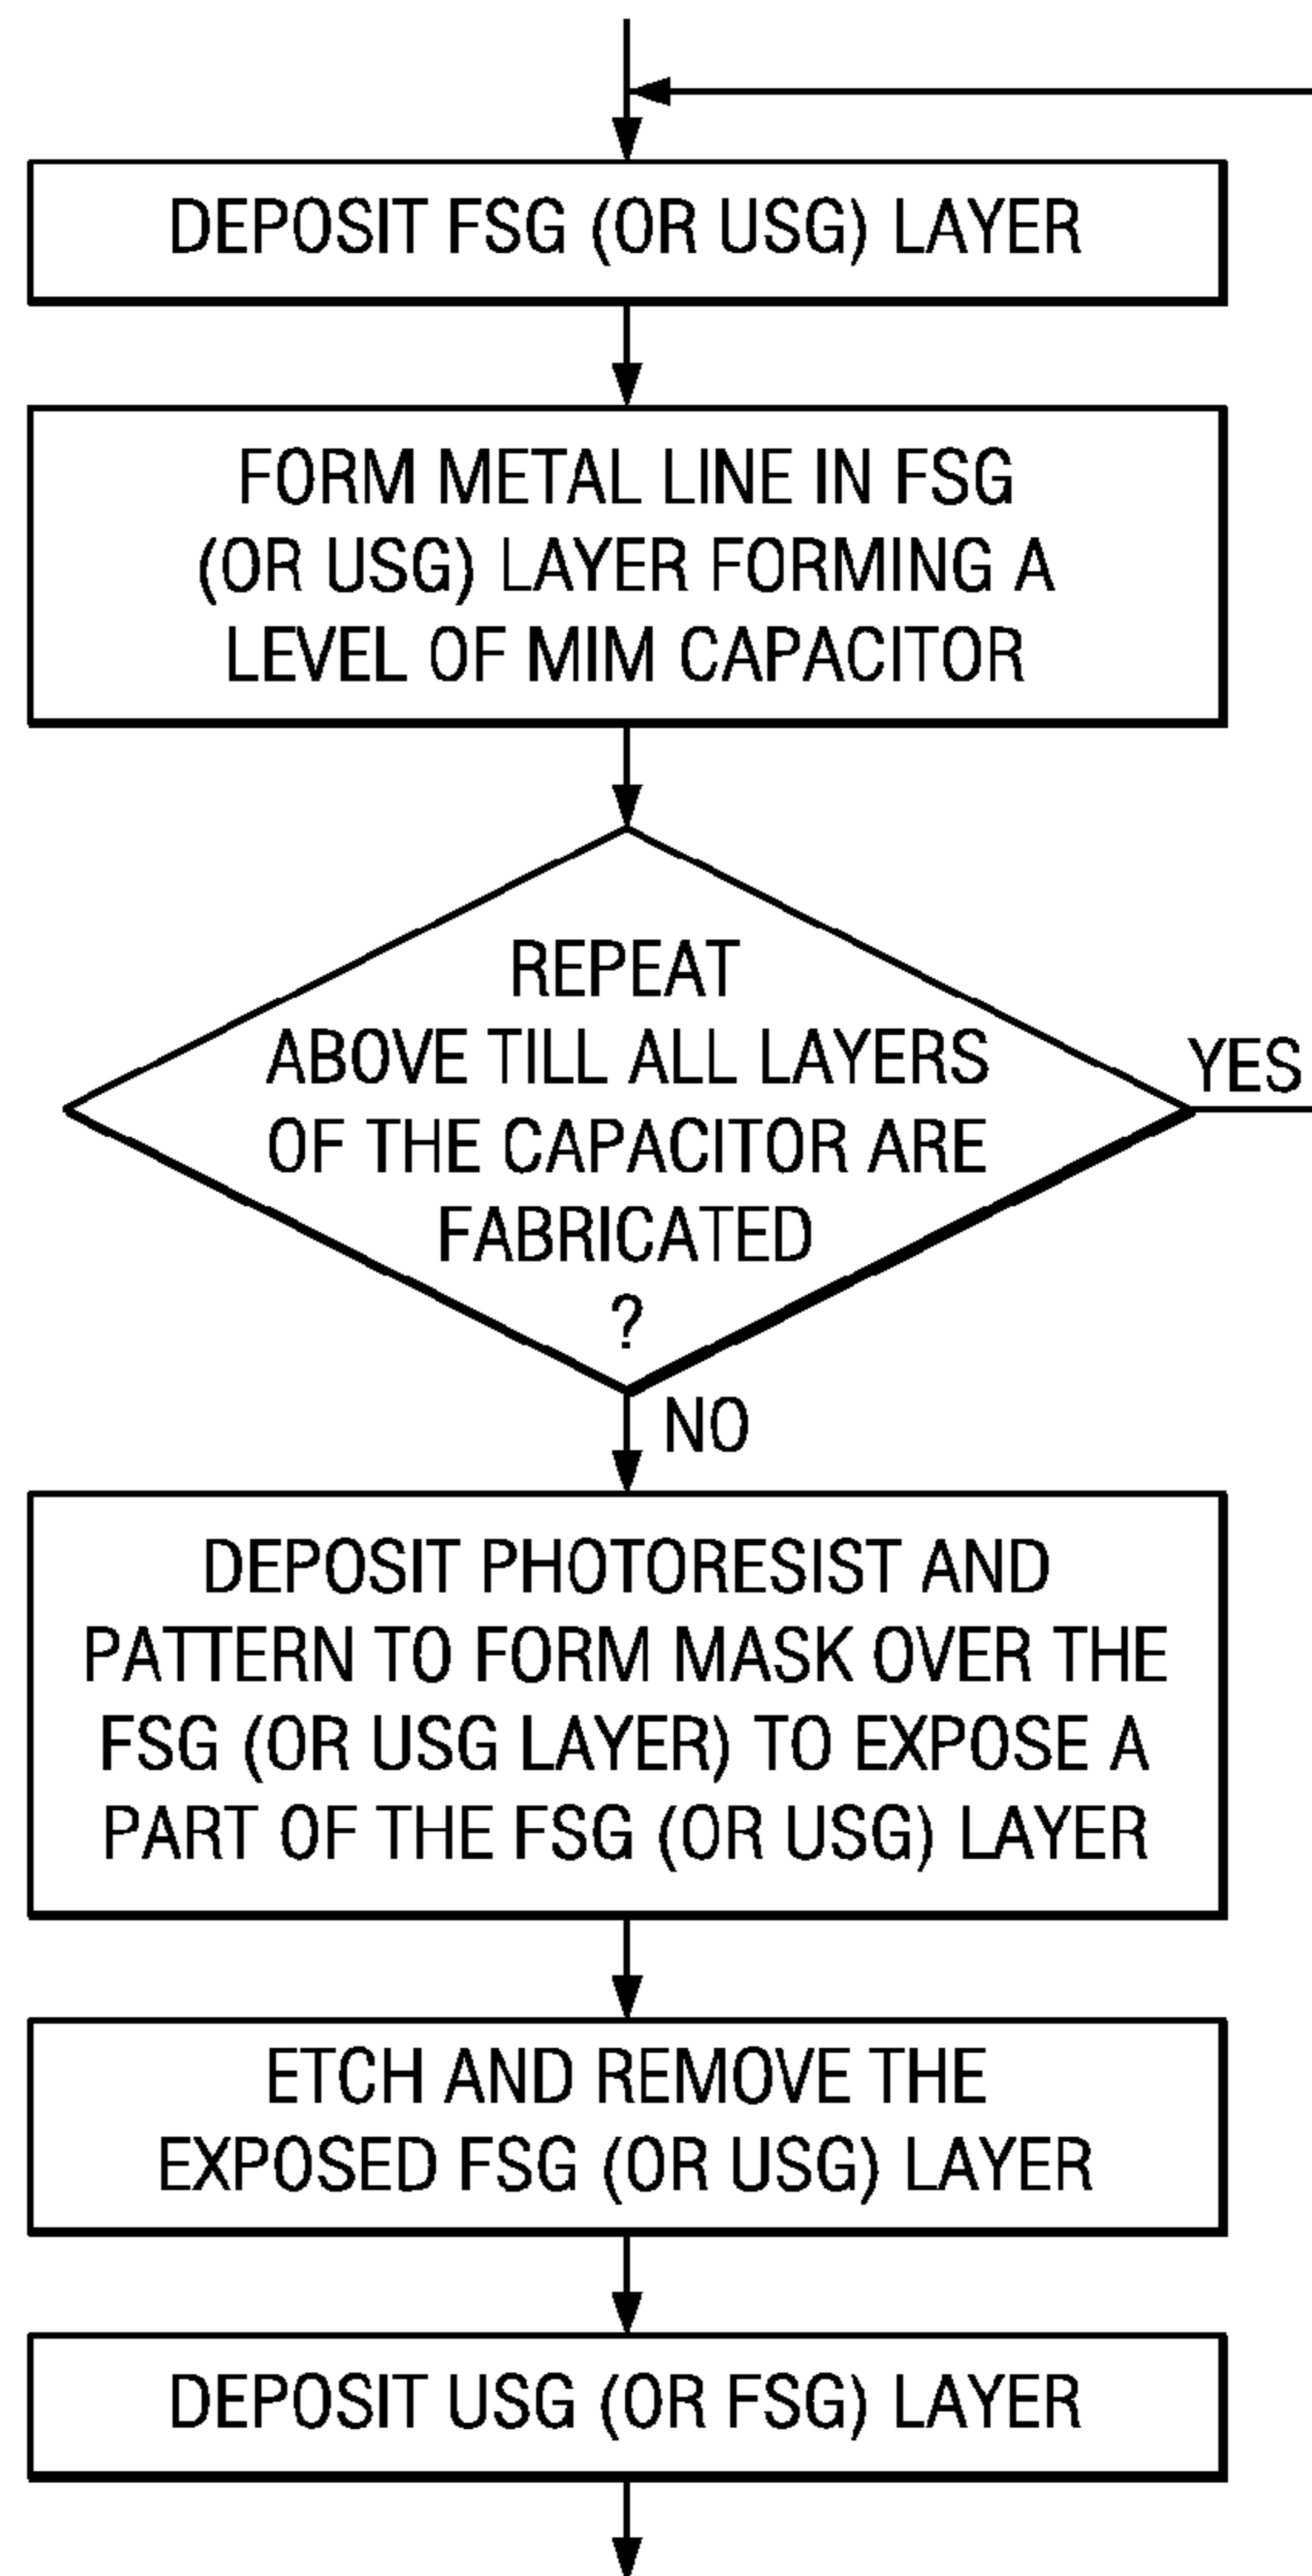 DEPOSIT FSG (OR USG) LAYER
FORM METAL LINE IN FSG
(OR USG) LAYER FORMING A
LEVEL OF MIM CAPACITOR
REPEAT
ABOVE TILL ALL LAYERS
OF THE CAPACITOR ARE
FABRICATED
?
YES
NO
DEPOSIT PHOTORESIST AND
PATTERN TO FORM MASK OVER THE
FSG (OR USG LAYER) TO EXPOSE A
PART OF THE FSG (OR USG) LAYER
ETCH AND REMOVE THE
EXPOSED FSG (OR USG) LAYER
DEPOSIT USG (OR FSG) LAYER